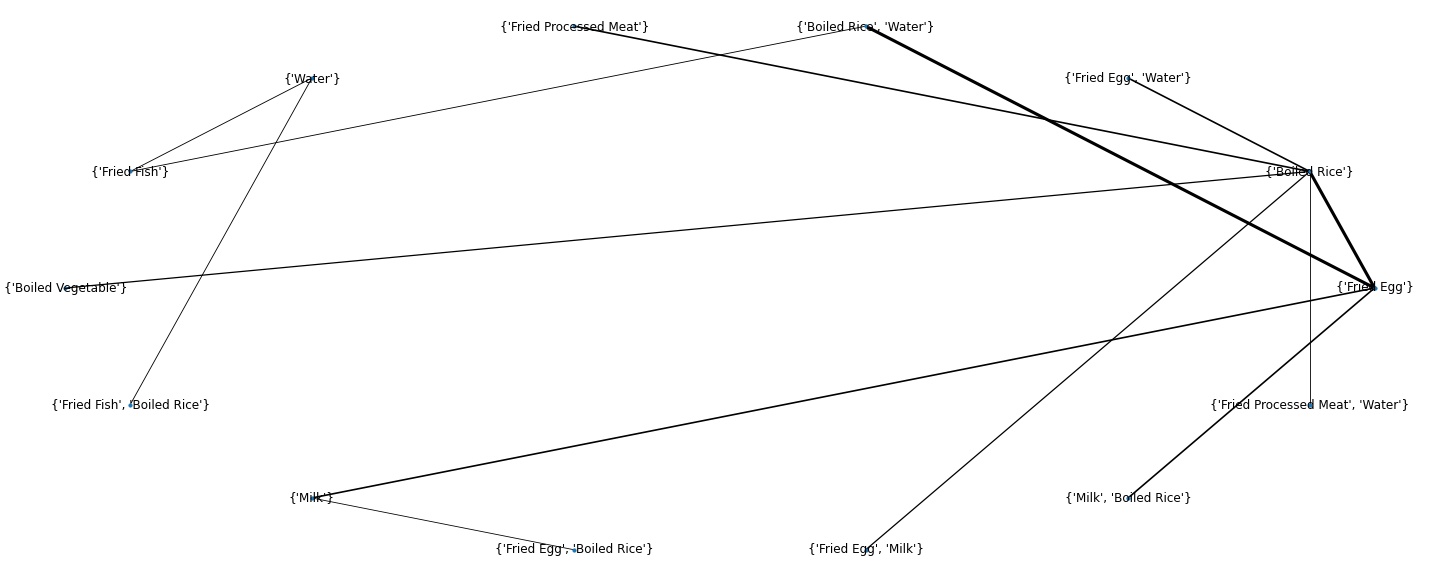 {'Fried Processed Meat'}
{'Boiled Rice', 'Water'}
{'Water'}
{'Fried Egg', 'Water'}
{'Fried Fish'}
{'Boiled Rice'}
{'Boiled Vegetable'}
{'Fried Egg'}
{'Fried Fish', 'Boiled Rice'}
{'Fried Processed Meat', 'Water'}
{'Milk'}
{'Milk', 'Boiled Rice'}
{'Fried Egg', 'Boiled Rice'}
{'Fried Egg', 'Milk'}